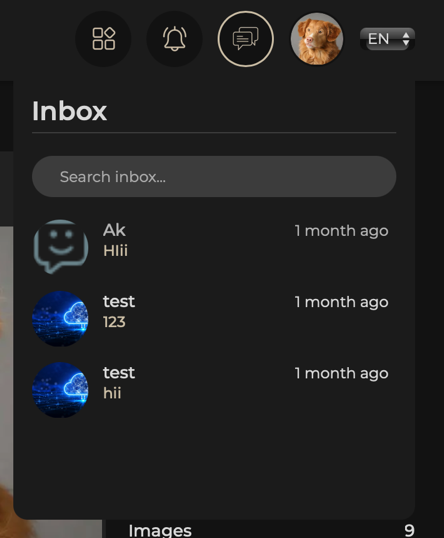 EN
Inbox
Search inbox...
Ak 1 month ago
Hlii
test 1 month ago
123
test 1 month ago
hii
Images 9